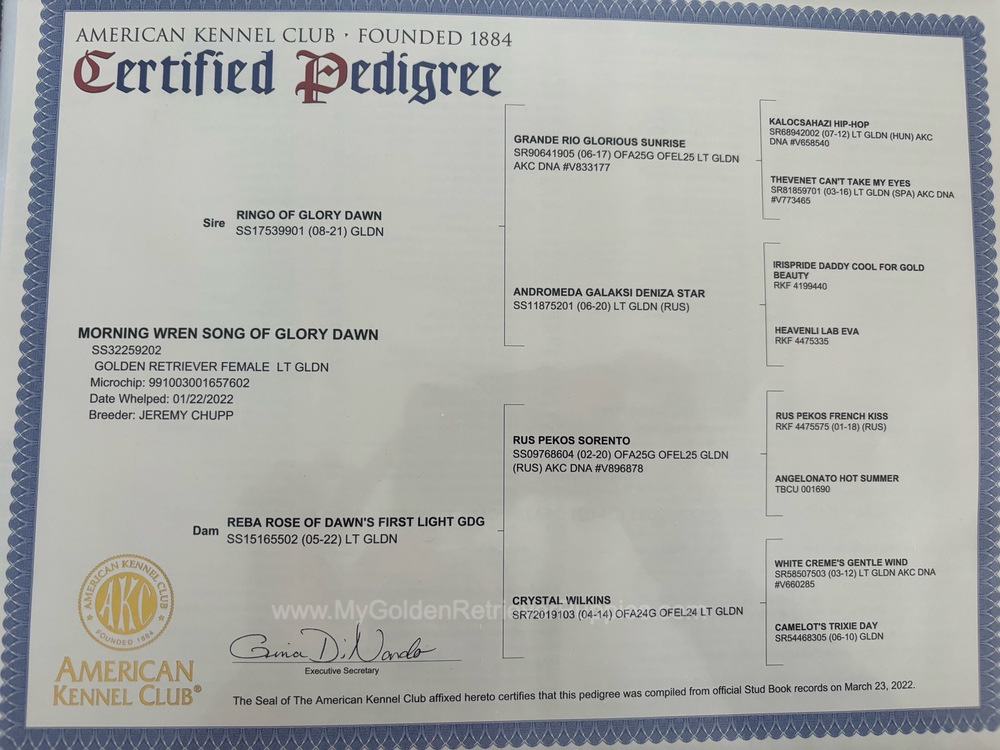 AMERICAN KENNEL CLUB · FOUNDED 1884
Certified Pedigree
GRANDE RIO GLORIOUS SUNRISE
SR90641905 (06-17) OFA25G OFEL25 LT GLDN
AKC DNA #V833177
KALOCSAHAZI HIP-HOP
SR68942002 (07-12) LT GLDN (HUN) AKC
DNA #V658540
THEVENET CAN'T TAKE MY EYES
SR81859701 (03-16) LT GLDN (SPA) AKC DNA
#V773465
Sire
RINGO OF GLORY DAWN
SS17539901 (08-21) GLDN
ANDROMEDA GALAKSI DENIZA STAR
SS11875201 (06-20) LT GLDN (RUS)
IRISPRIDE DADDY COOL FOR GOLD
BEAUTY
RKF 4199440
HEAVENLI LAB EVA
RKF 4475335
MORNING WREN SONG OF GLORY DAWN
SS32259202
GOLDEN RETRIEVER FEMALE LT GLDN
Microchip: 991003001657602
Date Whelped: 01/22/2022
Breeder: JEREMY CHUPP
RUS PEKOS SORENTO
SS09768604 (02-20) OFA25G OFEL25 GLDN
(RUS) AKC DNA #V896878
RUS PEKOS FRENCH KISS
RKF 4475575 (01-18) (RUS)
ANGELONATO HOT SUMMER
TBCU 001690
Dam
REBA ROSE OF DAWN'S FIRST LIGHT GDG
SS15165502 (05-22) LT GLDN
CRYSTAL WILKINS
SR72019103 (04-14) OFA24G OFEL24 LT GLDN
WHITE CREME'S GENTLE WIND
SR58507503 (03-12) LT GLDN AKC DNA
#V660285
CAMELOT'S TRIXIE DAY
SR54468305 (06-10) GLDN
AMERICAN KENNEL CLUB
AKC
FOUNDED 1884
AMERICAN
KENNEL CLUB®
Gina DiNardo
Executive Secretary
The Seal of The American Kennel Club affixed hereto certifies that this pedigree was compiled from official Stud Book records on March 23, 2022.